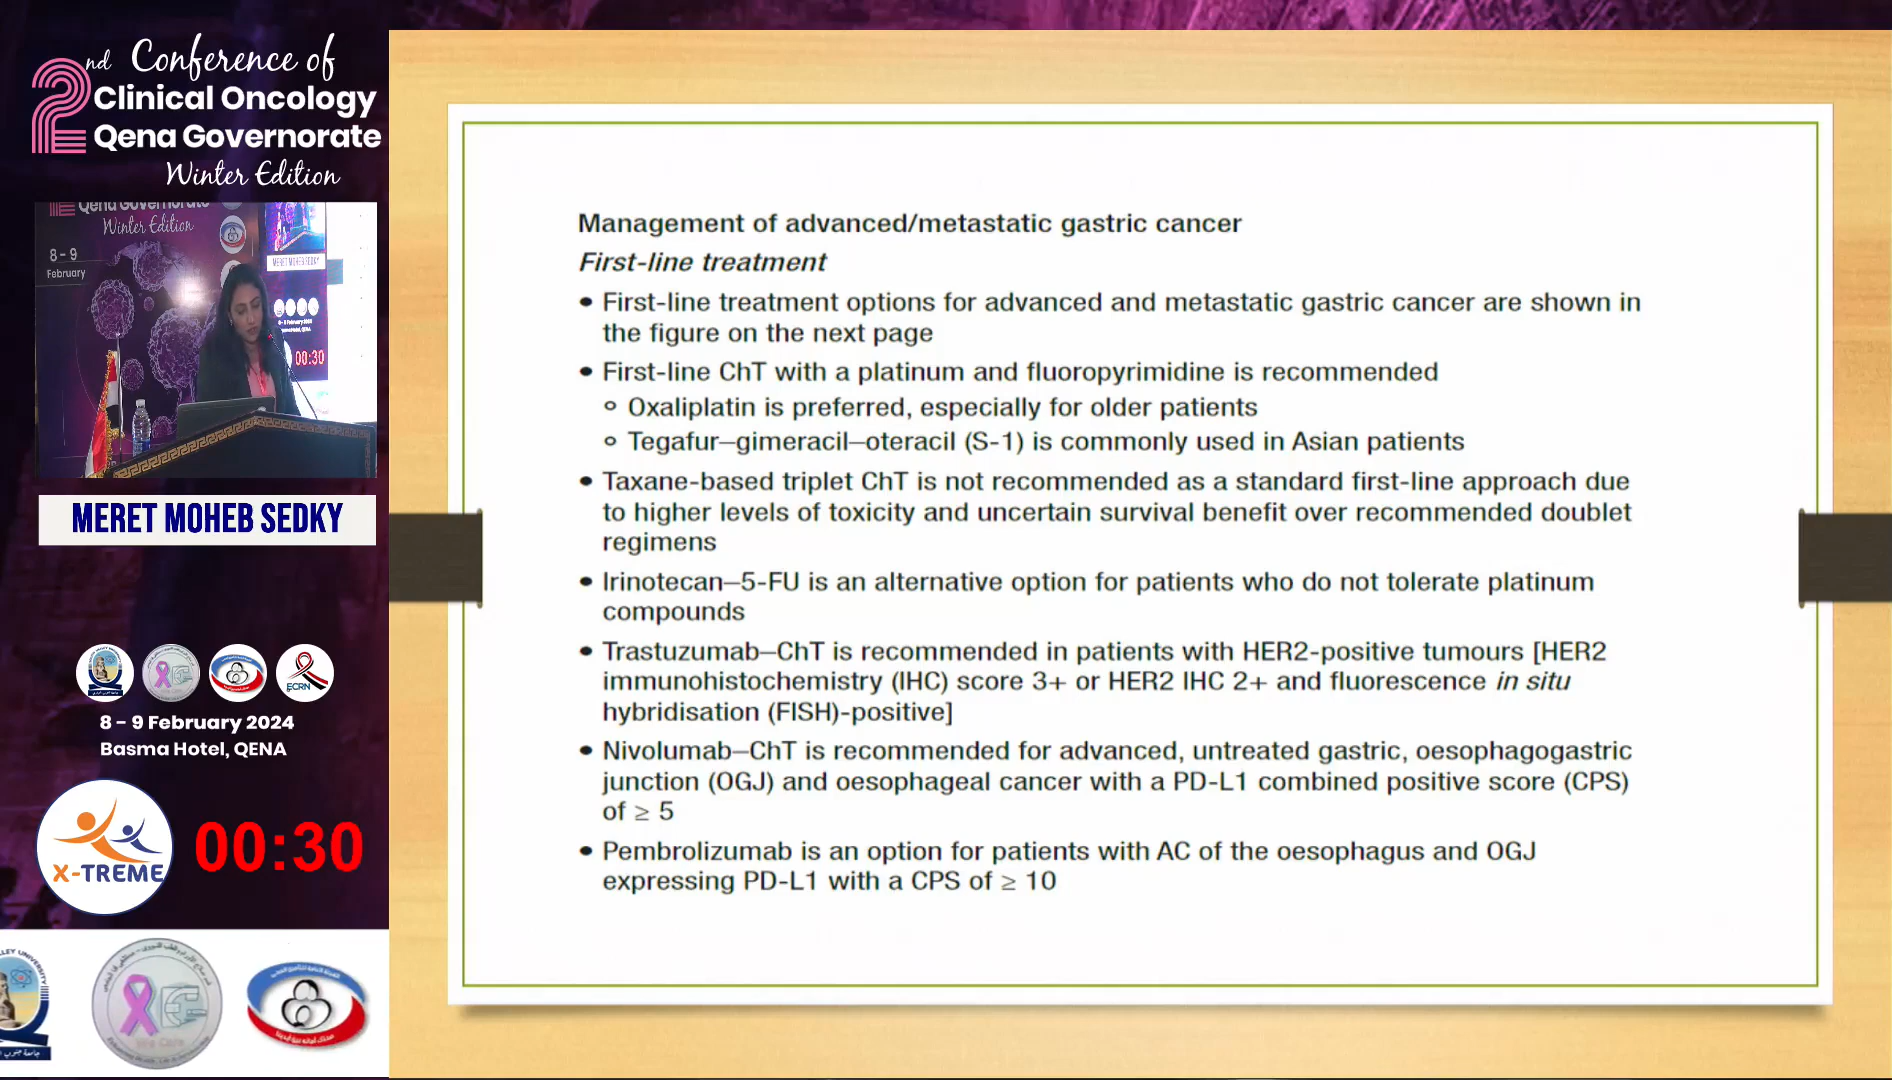 2nd Conference of
Clinical Oncology
Qena Governorate
Winter Edition
Qena Governorate
Winter Edition
8 - 9
February
MERET MOHEB SEDKY
00:30
MERET MOHEB SEDKY
ECRN
8 - 9 February 2024
Basma Hotel, QENA
X-TREME
00:30
We Care
Management of advanced/metastatic gastric cancer
First-line treatment
• First-line treatment options for advanced and metastatic gastric cancer are shown in
the figure on the next page
• First-line ChT with a platinum and fluoropyrimidine is recommended
o Oxaliplatin is preferred, especially for older patients
o Tegafur–gimeracil–oteracil (S-1) is commonly used in Asian patients
• Taxane-based triplet ChT is not recommended as a standard first-line approach due
to higher levels of toxicity and uncertain survival benefit over recommended doublet
regimens
• Irinotecan–5-FU is an alternative option for patients who do not tolerate platinum
compounds
• Trastuzumab–ChT is recommended in patients with HER2-positive tumours [HER2
immunohistochemistry (IHC) score 3+ or HER2 IHC 2+ and fluorescence in situ
hybridisation (FISH)-positive]
• Nivolumab–ChT is recommended for advanced, untreated gastric, oesophagogastric
junction (OGJ) and oesophageal cancer with a PD-L1 combined positive score (CPS)
of ≥ 5
• Pembrolizumab is an option for patients with AC of the oesophagus and OGJ
expressing PD-L1 with a CPS of ≥ 10